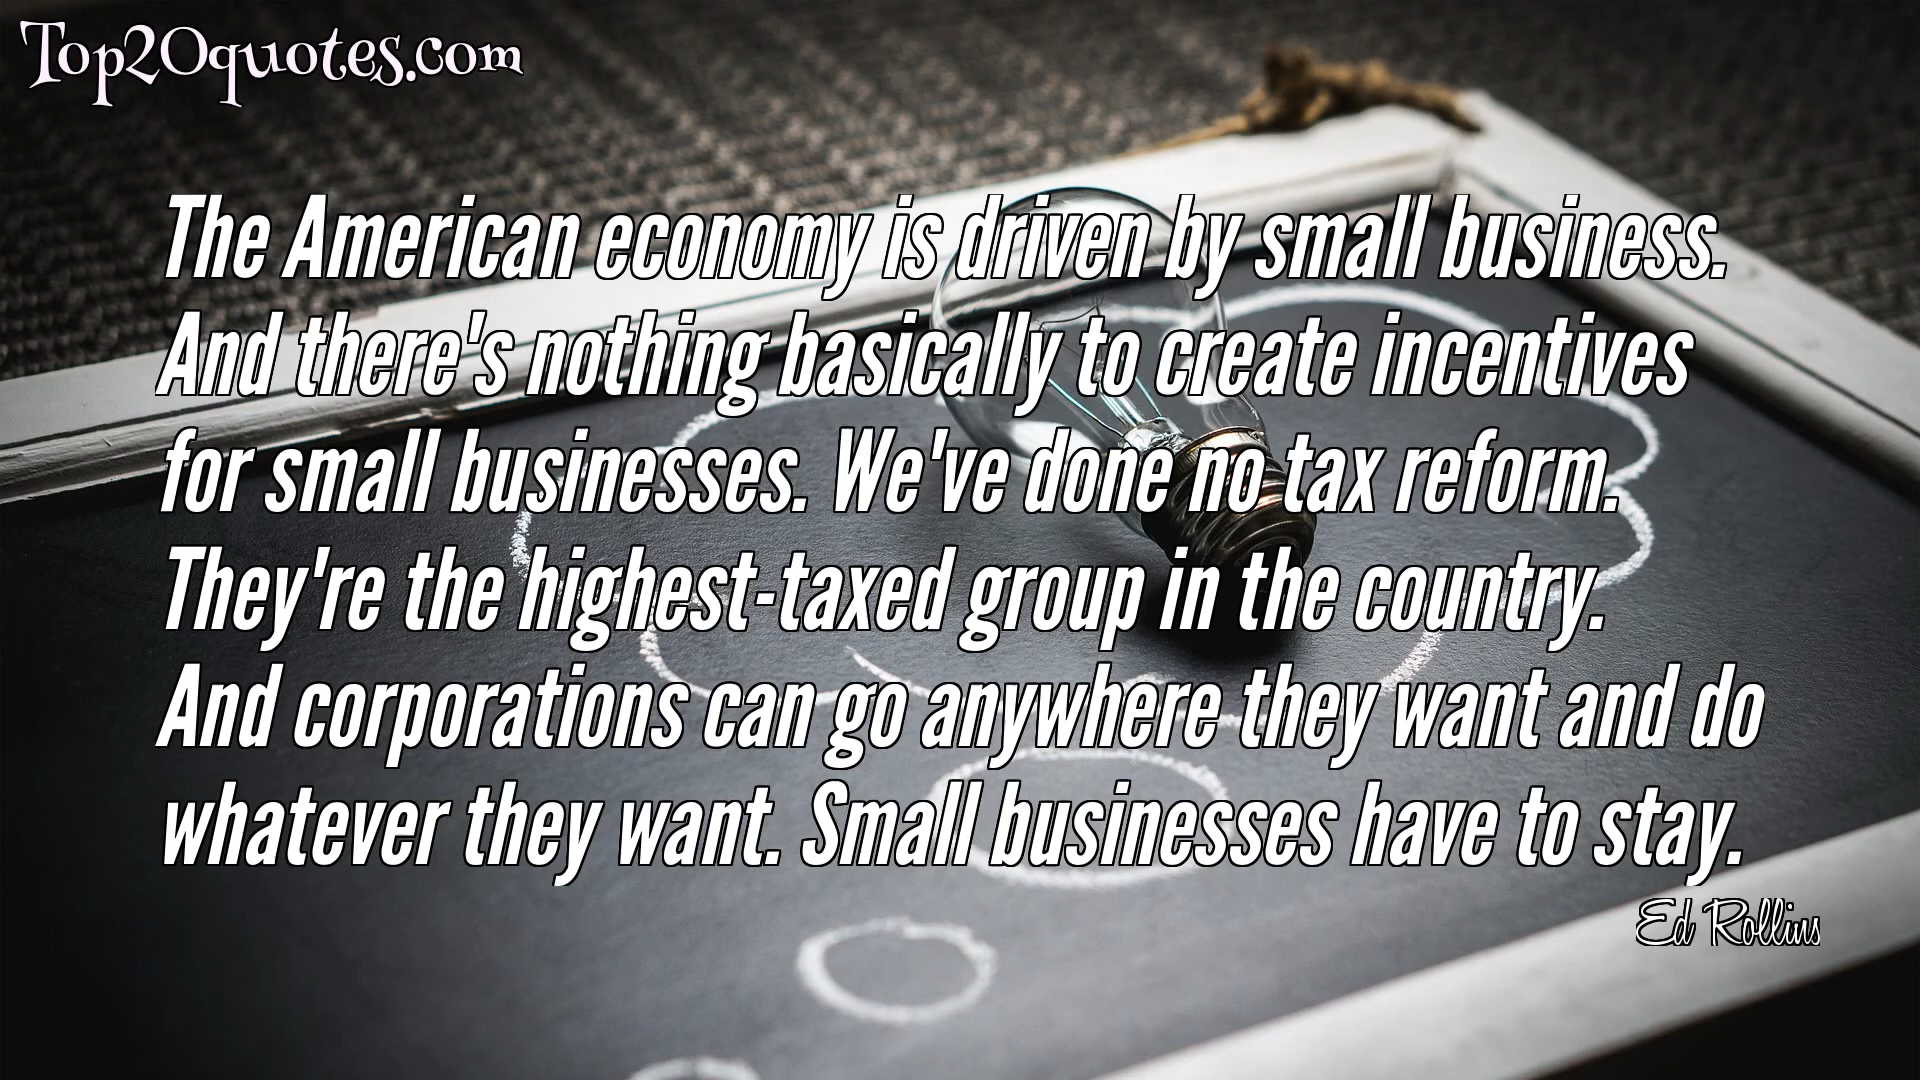 Top20quotes.com
The American economy is driven by small business.
And there's nothing basically to create incentives
for small businesses. We've done no tax reform.
They're the highest-taxed group in the country.
And corporations can go anywhere they want and do
whatever they want. Small businesses have to stay.
Ed Rollins